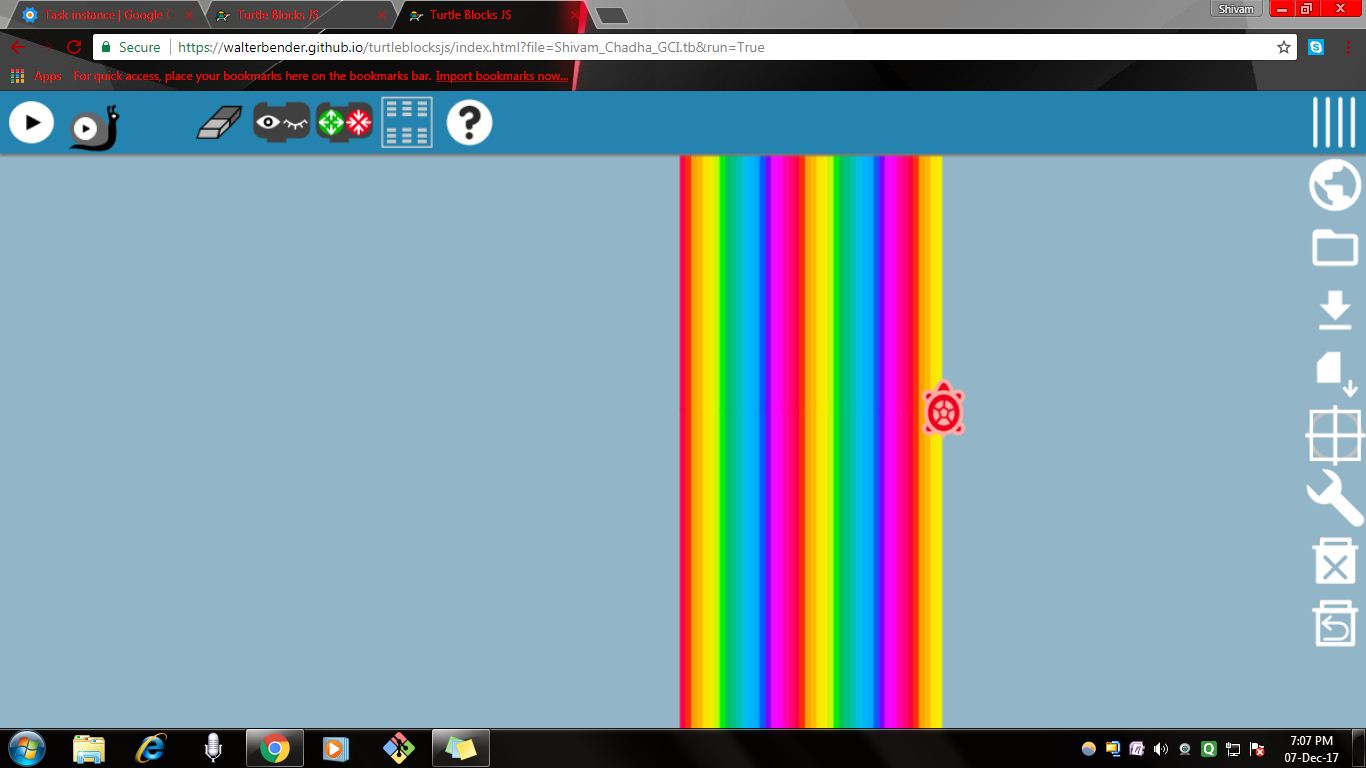 Task instance | Google C
Turtle Blocks JS
Turtle Blocks JS
Shivam
Secure
https://walterbender.github.io/turtleblocksjs/index.html?file=Shivam_Chadha_GCI.tb&run=True
Apps For quick access, place your bookmarks here on the bookmarks bar. Import bookmarks now...
?
7:07 PM
07-Dec-17